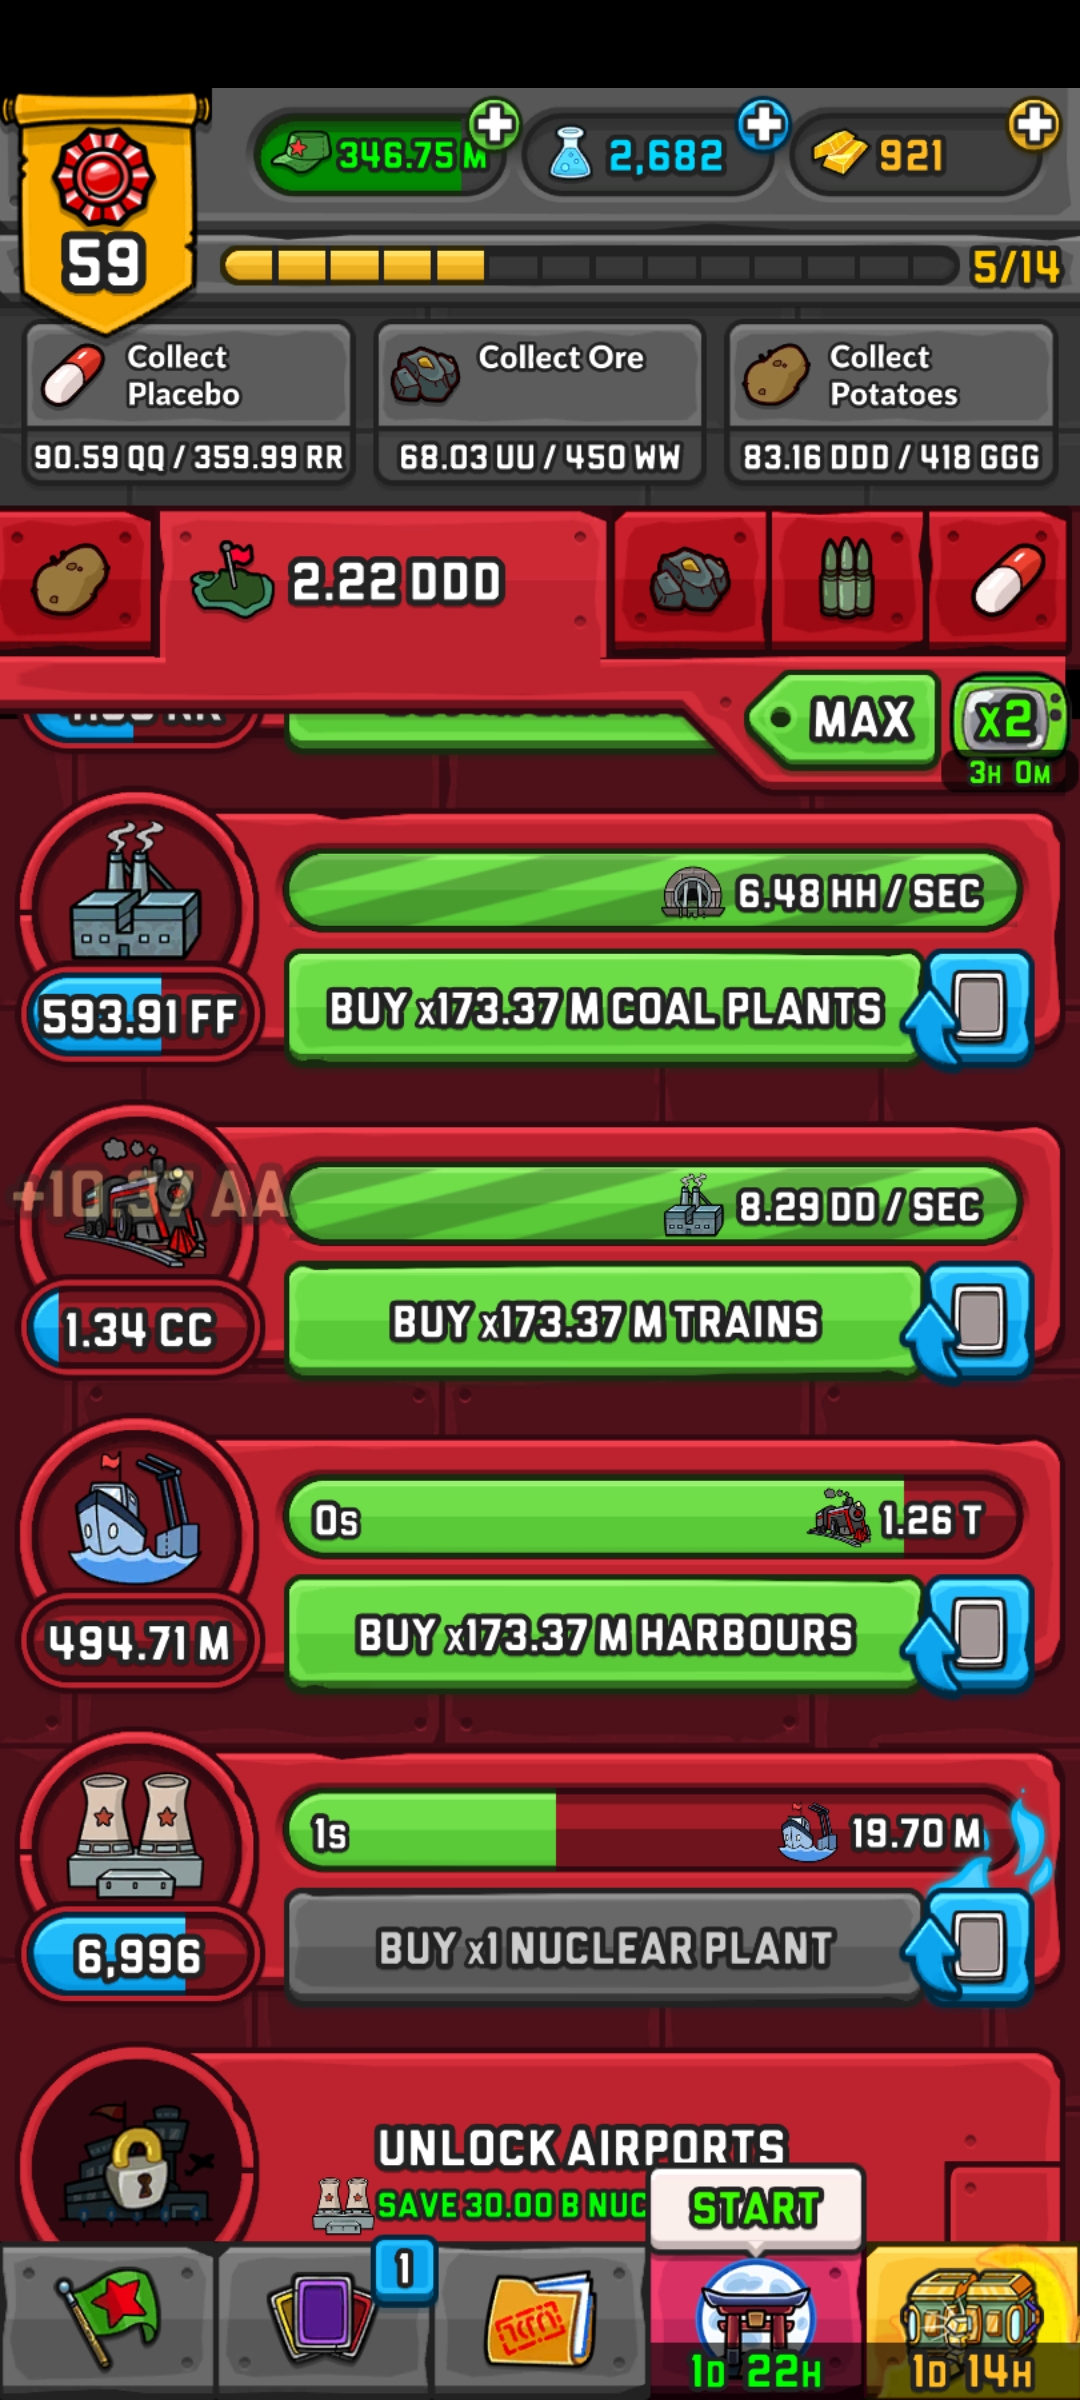 346.75 M
2,682
921
59
5/14
Collect
Placebo
90.59 QQ / 359.99 RR
Collect Ore
68.03 UU / 450 WW
Collect
Potatoes
83.16 DDD / 418 GGG
2.22 DDD
MAX
x2
3H 0M
6.48 HH / SEC
593.91 FF
BUY x173.37 M COAL PLANTS
+10.37 AA
8.29 DD / SEC
1.34 CC
BUY x173.37 M TRAINS
0s
1.26 T
494.71 M
BUY x173.37 M HARBOURS
1s
19.70 M
6,996
BUY x1 NUCLEAR PLANT
UNLOCK AIRPORTS
SAVE 30.00 B NUC
START
1
1D 22H
1D 14H